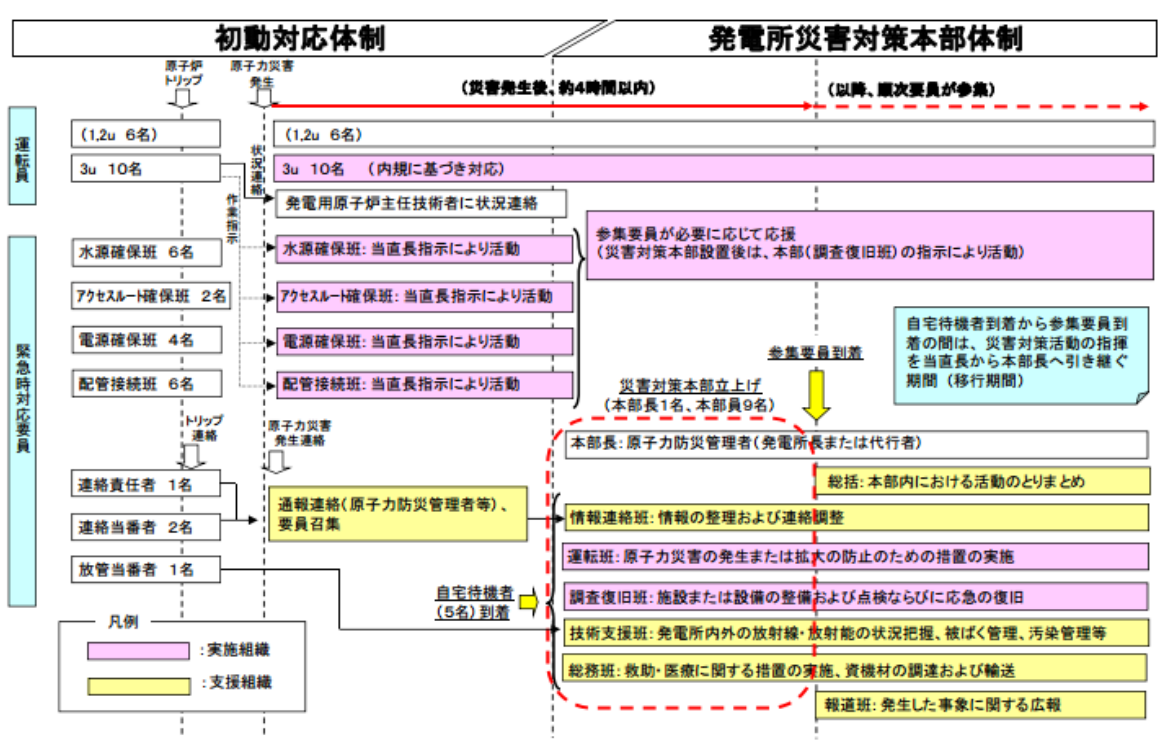 初動対応体制
発電所災害対策本部体制
原子炉
トリップ
原子力災害
発生
(災害発生後、約4時間以内)
(以降、順次要員が参集)
運転員
(1,2u 6名)
(1,2u 6名)
3u 10名
状況連絡
3u 10名 (内規に基づき対応)
作業指示
発電用原子炉主任技術者に状況連絡
緊急時対応要員
水源確保班 6名
水源確保班:当直長指示により活動
参集要員が必要に応じて応援
(災害対策本部設置後は、本部(調査復旧班)の指示により活動)
アクセスルート確保班 2名
アクセスルート確保班:当直長指示により活動
電源確保班 4名
電源確保班:当直長指示により活動
配管接続班 6名
配管接続班:当直長指示により活動
自宅待機者到着から参集要員到
着の間は、災害対策活動の指揮
を当直長から本部長へ引き継ぐ
期間(移行期間)
参集要員到着
災害対策本部立上げ
(本部長1名、本部員9名)
トリップ
連絡
原子力災害
発生連絡
本部長:原子力防災管理者(発電所長または代行者)
連絡責任者 1名
総括:本部内における活動のとりまとめ
通報連絡(原子力防災管理者等)、
要員召集
連絡当番者 2名
情報連絡班:情報の整理および連絡調整
放管当番者 1名
運転班:原子力災害の発生または拡大の防止のための措置の実施
自宅待機者
(5名)到着
調査復旧班:施設または設備の整備および点検ならびに応急の復旧
技術支援班:発電所内外の放射線・放射能の状況把握、被ばく管理、汚染管理等
総務班:救助・医療に関する措置の実施、資機材の調達および輸送
報道班:発生した事象に関する広報
凡例
:実施組織
:支援組織